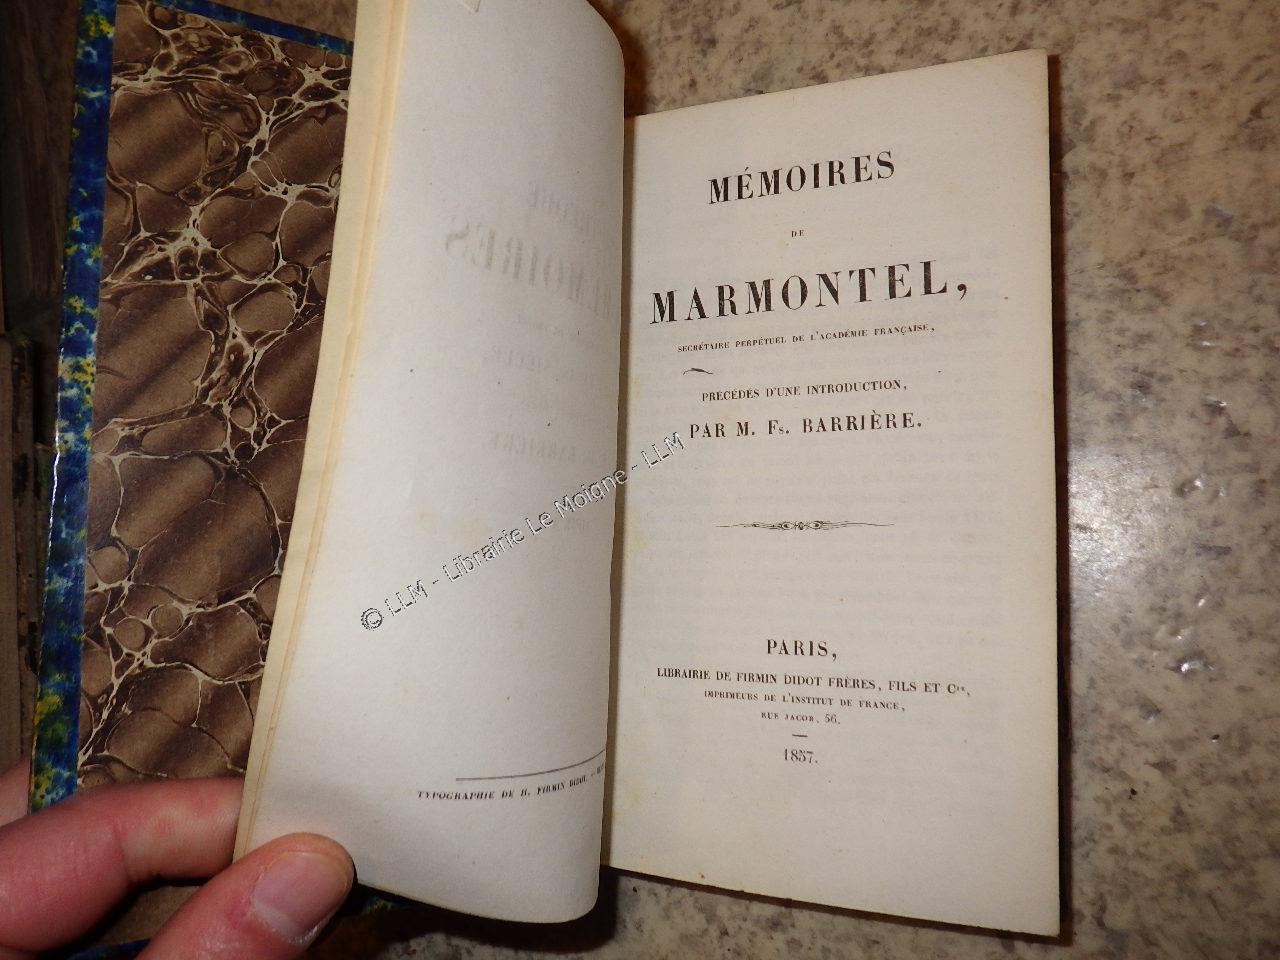 TYPOGRAPHIE DE H. FIRMIN DIDOT. —
MÉMOIRES
DE
MARMONTEL,
SECRÉTAIRE PERPÉTUEL DE L'ACADÉMIE FRANÇAISE,
PRÉCÉDÉS D'UNE INTRODUCTION,
PAR M. Fs. BARRIÈRE.
PARIS,
LIBRAIRIE DE FIRMIN DIDOT FRÈRES, FILS ET Cie,
IMPRIMEURS DE L'INSTITUT DE FRANCE,
RUE JACOB, 56.
1857.
© LLM - Librairie Le Moigne - LLM